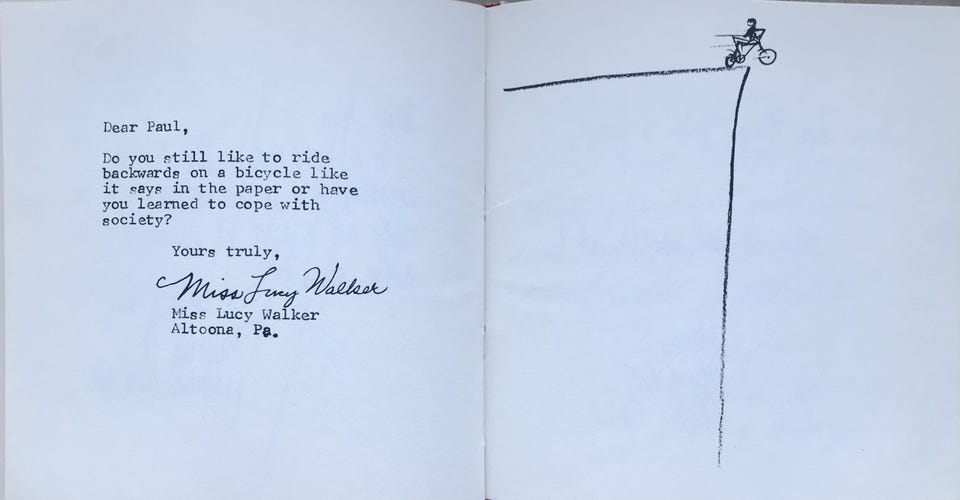 Dear Paul,
Do you still like to ride
backwards on a bicycle like
it says in the paper or have
you learned to cope with
society?
Yours truly,
Miss Lucy Walker
Miss Lucy Walker
Altoona, Pa.